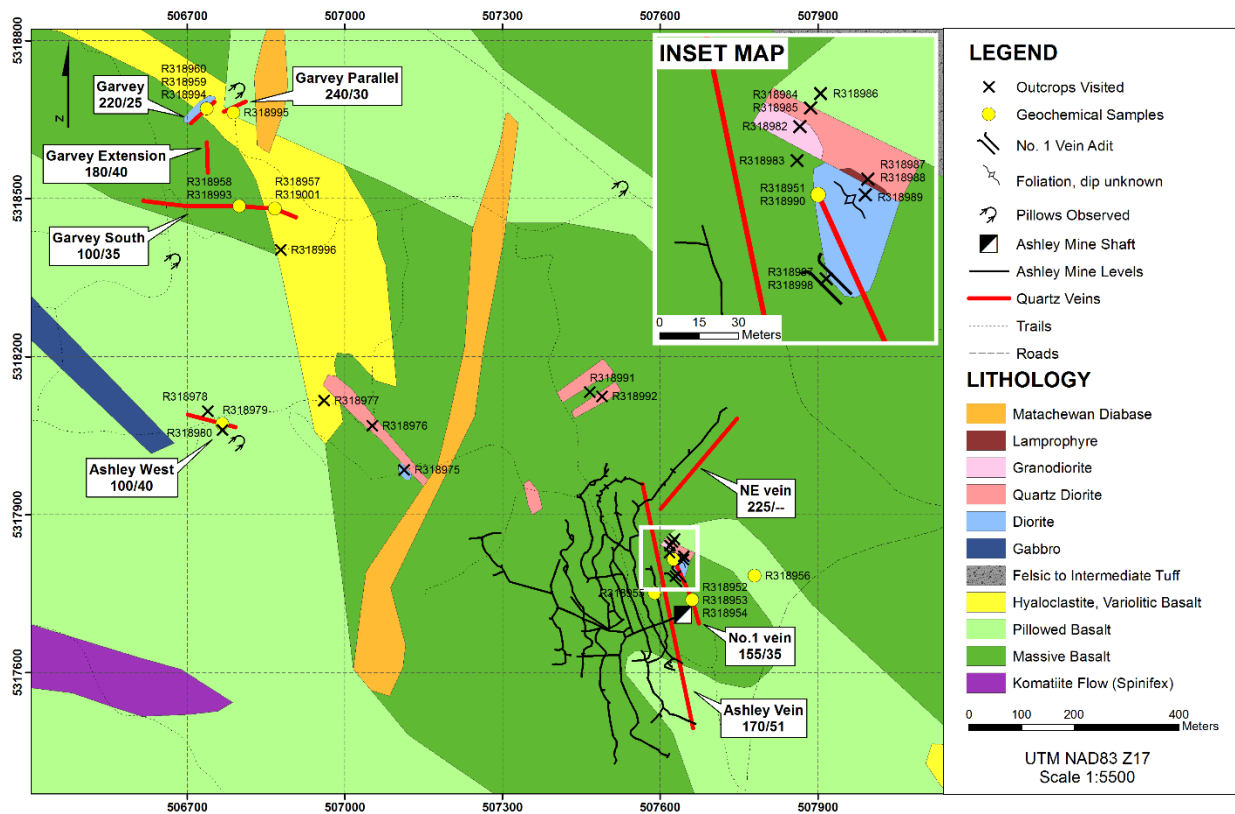 506700
507000
507300
507600
507900
5318800
5318500
5318200
5317900
5317600
N
R318960
R318959
R318994
Garvey
220/25
Garvey Parallel
240/30
R318995
Garvey Extension
180/40
R318958
R318993
R318957
R319001
Garvey South
100/35
R318996
R318978
R318979
R318980
Ashley West
100/40
R318977
R318976
R318975
R318991
R318992
NE vein
225/--
R318955
R318956
R318952
R318953
R318954
No.1 vein
155/35
Ashley Vein
170/51
506700
507000
507300
507600
507900
INSET MAP
R318984
R318985
R318986
R318982
R318983
R318987
R318988
R318989
R318951
R318990
R318997
R318998
0 15 30
Meters
LEGEND
Outcrops Visited
Geochemical Samples
No. 1 Vein Adit
Foliation, dip unknown
Pillows Observed
Ashley Mine Shaft
Ashley Mine Levels
Quartz Veins
Trails
Roads
LITHOLOGY
Matachewan Diabase
Lamprophyre
Granodiorite
Quartz Diorite
Diorite
Gabbro
Felsic to Intermediate Tuff
Hyaloclastite, Variolitic Basalt
Pillowed Basalt
Massive Basalt
Komatiite Flow (Spinifex)
0 100 200 400
Meters
UTM NAD83 Z17
Scale 1:5500